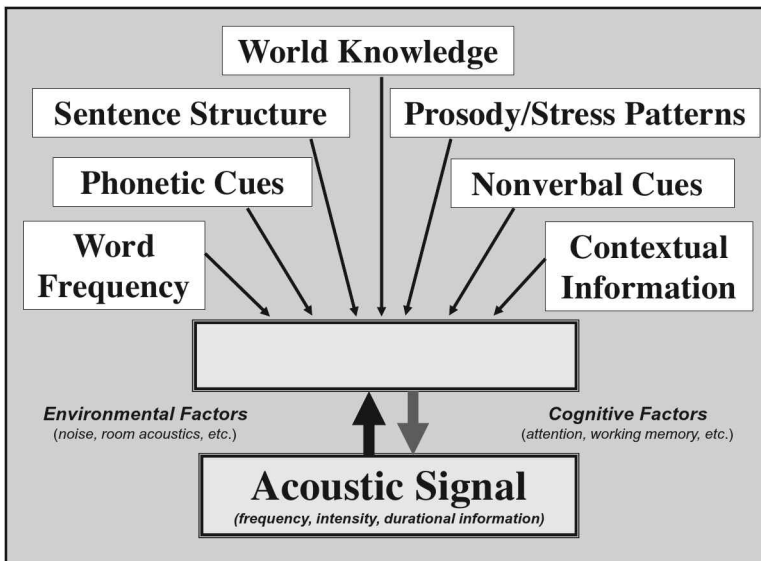 World Knowledge
Sentence Structure
Prosody/Stress Patterns
Phonetic Cues
Nonverbal Cues
Word
Frequency
Contextual
Information
Environmental Factors
(noise, room acoustics, etc.)
Cognitive Factors
(attention, working memory, etc.)
Acoustic Signal
(frequency, intensity, durational information)